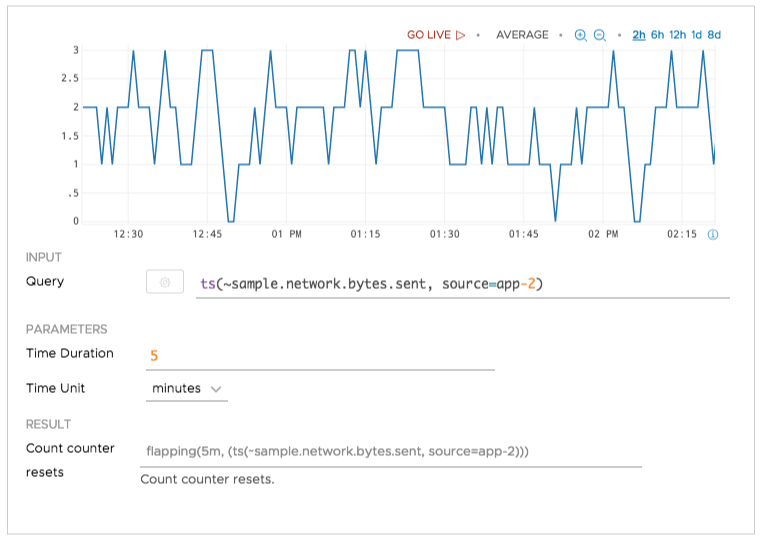 GO LIVE ▷ • AVERAGE • • 2h 6h 12h 1d 8d
3
2.5
2
1.5
1
.5
0
12:30 12:45 01 PM 01:15 01:30 01:45 02 PM 02:15
INPUT
Query ts(~sample.network.bytes.sent, source=app-2)
PARAMETERS
Time Duration 5
Time Unit minutes
RESULT
Count counter flapping(5m, (ts(~sample.network.bytes.sent, source=app-2)))
resets
Count counter resets.